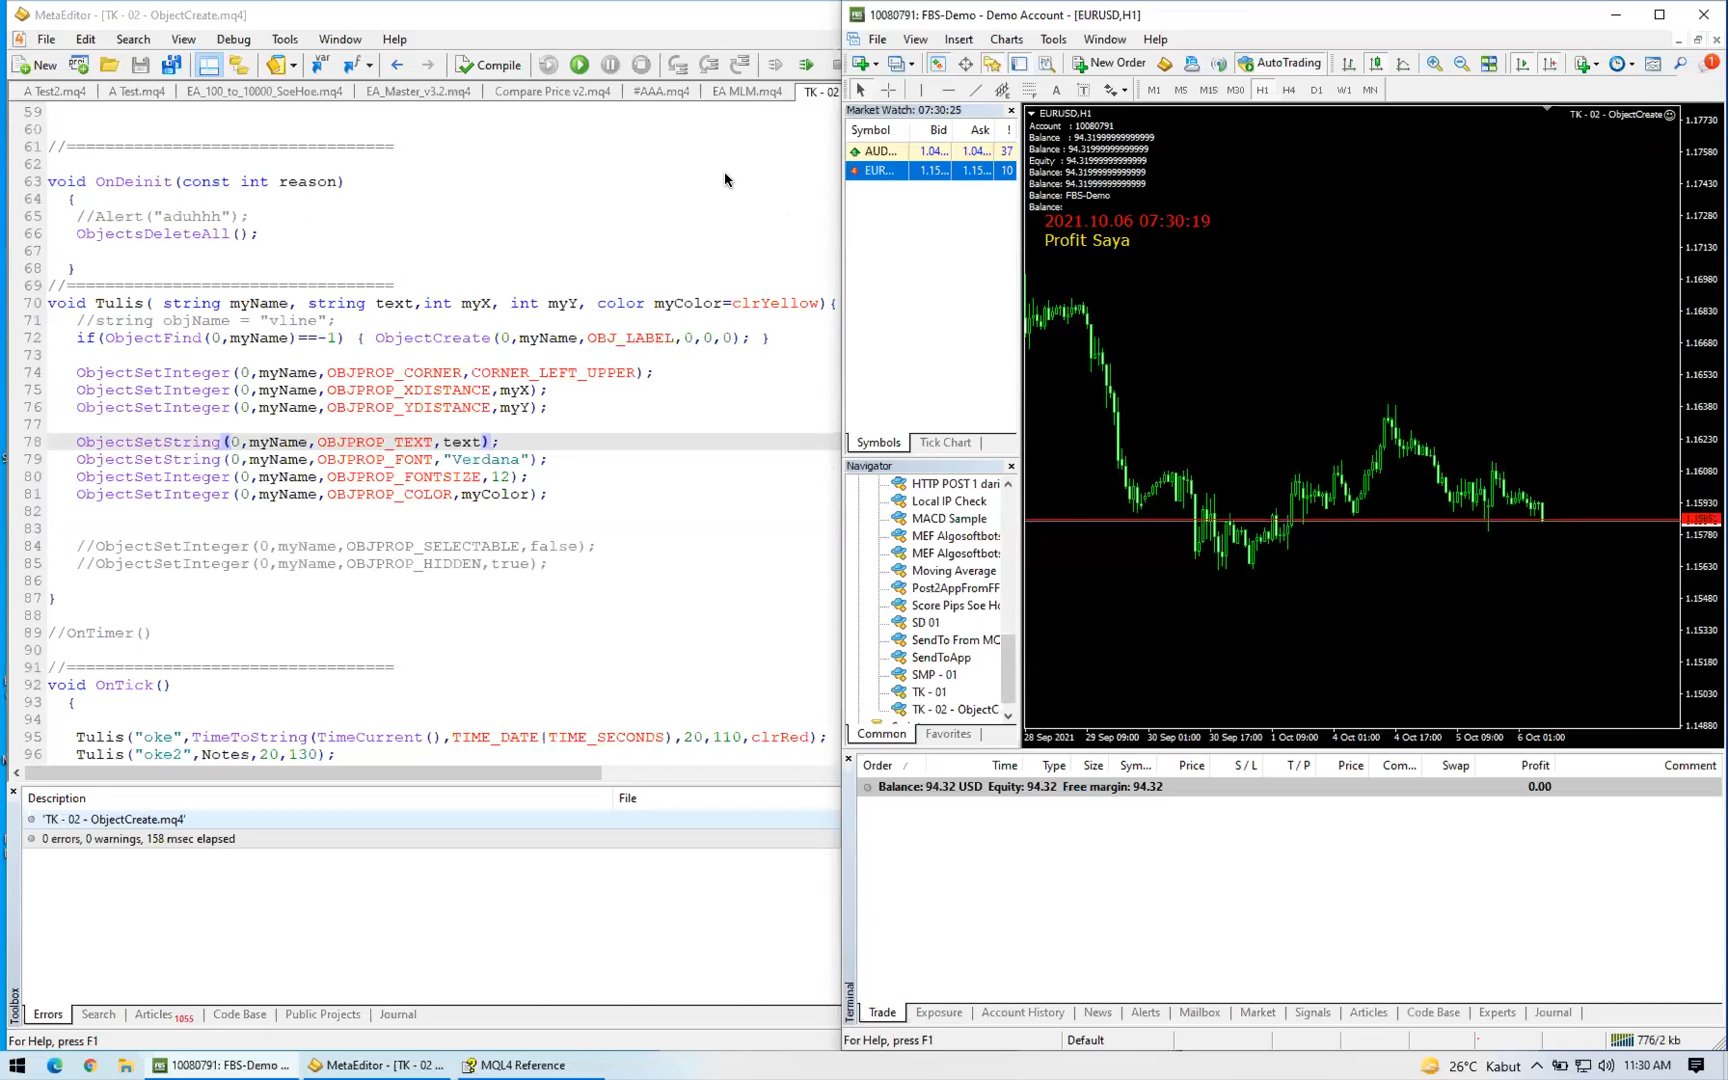 MetaEditor - [TK - 02 - ObjectCreate.mq4]
File Edit Search View Debug Tools Window Help
New Compile
A Test2.mq4 A Test.mq4 EA_100_to_10000_SoeHoe.mq4 EA_Master_v3.2.mq4 Compare Price v2.mq4 #AAA.mq4 EA MLM.mq4 TK - 02
59
60
61 //==================================
62
63 void OnDeinit(const int reason)
64 {
65 //Alert("aduhhh");
66 ObjectsDeleteAll();
67
68 }
69 //==================================
70 void Tulis( string myName, string text,int myX, int myY, color myColor=clrYellow){
71 //string objName = "vline";
72 if(ObjectFind(0,myName)==-1) { ObjectCreate(0,myName,OBJ_LABEL,0,0,0); }
73
74 ObjectSetInteger(0,myName,OBJPROP_CORNER,CORNER_LEFT_UPPER);
75 ObjectSetInteger(0,myName,OBJPROP_XDISTANCE,myX);
76 ObjectSetInteger(0,myName,OBJPROP_YDISTANCE,myY);
77
78 ObjectSetString(0,myName,OBJPROP_TEXT,text);
79 ObjectSetString(0,myName,OBJPROP_FONT,"Verdana");
80 ObjectSetInteger(0,myName,OBJPROP_FONTSIZE,12);
81 ObjectSetInteger(0,myName,OBJPROP_COLOR,myColor);
82
83
84 //ObjectSetInteger(0,myName,OBJPROP_SELECTABLE,false);
85 //ObjectSetInteger(0,myName,OBJPROP_HIDDEN,true);
86
87 }
88
89 //OnTimer()
90
91 //==================================
92 void OnTick()
93 {
94
95 Tulis("oke",TimeToString(TimeCurrent(),TIME_DATE|TIME_SECONDS),20,110,clrRed);
96 Tulis("oke2",Notes,20,130);
Description File
'TK - 02 - ObjectCreate.mq4'
0 errors, 0 warnings, 158 msec elapsed
Toolbox
Errors Search Articles 1055 Code Base Public Projects Journal
For Help, press F1
10080791: FBS-Demo - Demo Account - [EURUSD,H1]
File View Insert Charts Tools Window Help
New Order AutoTrading
A M1 M5 M15 M30 H1 H4 D1 W1 MN
Market Watch: 07:30:25
Symbol Bid Ask !
AUD... 1.04... 1.04... 37
EUR... 1.15... 1.15... 10
Symbols Tick Chart
Navigator
HTTP POST 1 dari
Local IP Check
MACD Sample
MEF Algosoftbots
MEF Algosoftbots
Moving Average
Post2AppFromFF
Score Pips Soe Ho
SD 01
SendTo From MC
SendToApp
SMP - 01
TK - 01
TK - 02 - ObjectC
Common Favorites
EURUSD,H1
Account : 10080791
Balance : 94.31999999999999
Balance : 94.31999999999999
Equity : 94.31999999999999
Balance: 94.31999999999999
Balance: 94.31999999999999
Balance: FBS-Demo
Balance:
2021.10.06 07:30:19
Profit Saya
TK - 02 - ObjectCreate
1.17730
1.17580
1.17430
1.17280
1.17130
1.16980
1.16830
1.16680
1.16530
1.16380
1.16230
1.16080
1.15930
1.15780
1.15630
1.15480
1.15330
1.15180
1.15030
1.14880
28 Sep 2021 29 Sep 09:00 30 Sep 01:00 30 Sep 17:00 1 Oct 09:00 4 Oct 01:00 4 Oct 17:00 5 Oct 09:00 6 Oct 01:00
Order / Time Type Size Sym... Price S / L T / P Price Com... Swap Profit Comment
Balance: 94.32 USD Equity: 94.32 Free margin: 94.32 0.00
Terminal
Trade Exposure Account History News Alerts Mailbox Market Signals Articles Code Base Experts Journal
For Help, press F1 Default 776/2 kb
10080791: FBS-Demo ... MetaEditor - [TK - 02 ... MQL4 Reference 26°C Kabut 11:30 AM